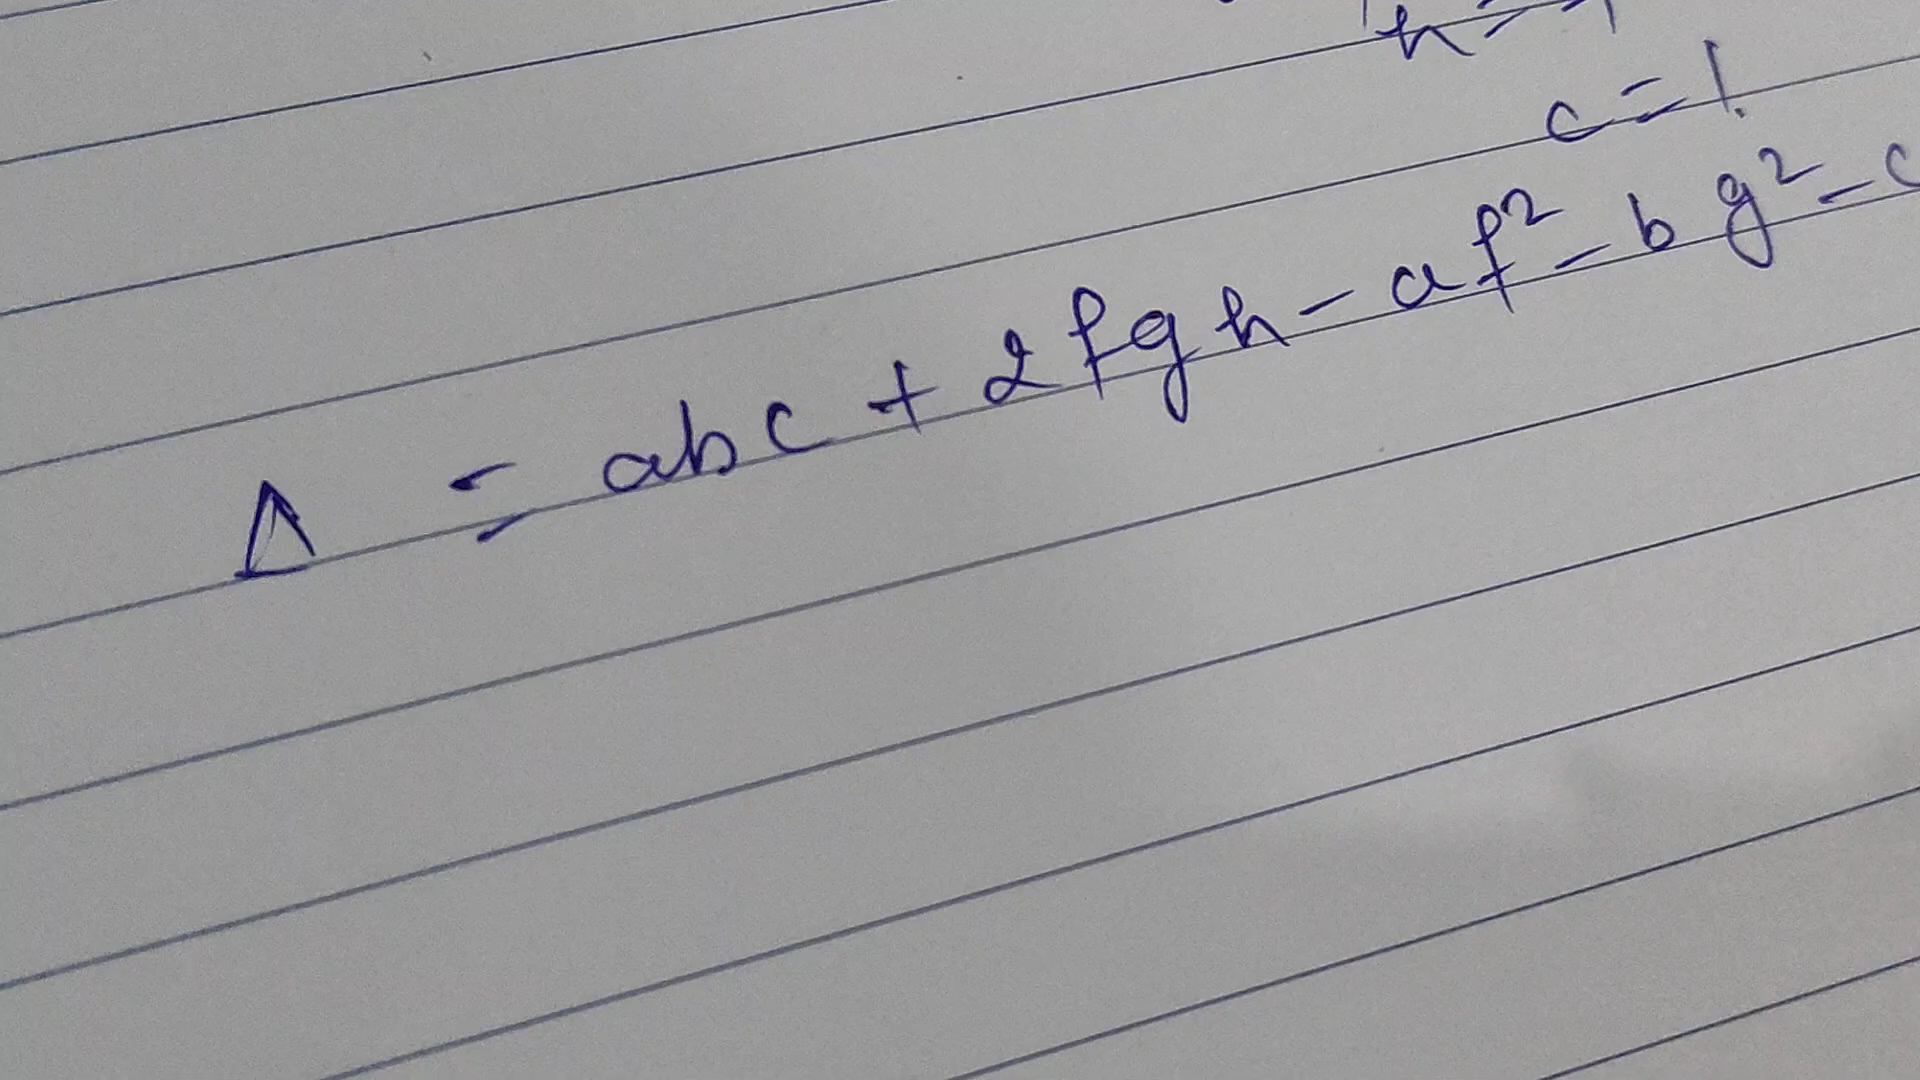 h =
c = 1.
Δ = abc + 2fgh - af² - bg² - c